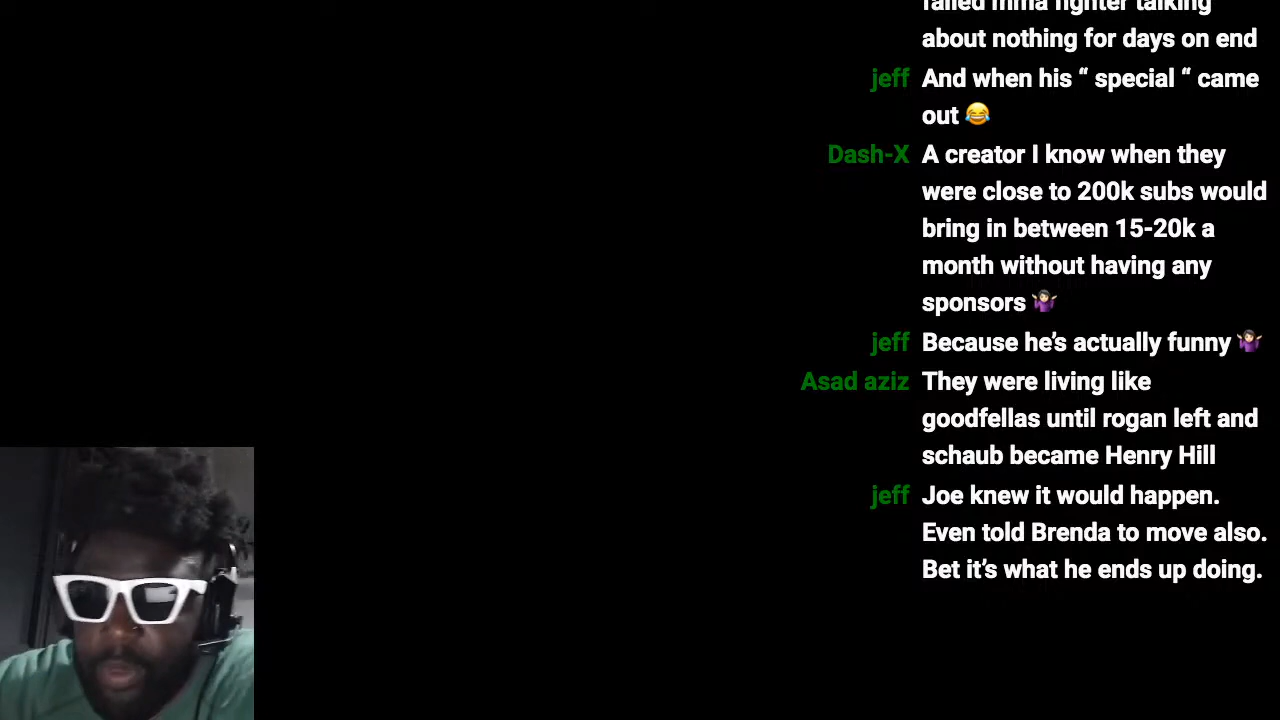 failed mma fighter talking
about nothing for days on end
jeff And when his “ special “ came
out 😂
Dash-X A creator I know when they
were close to 200k subs would
bring in between 15-20k a
month without having any
sponsors 🤷🏻‍♀️
jeff Because he’s actually funny 🤷🏻‍♀️
Asad aziz They were living like
goodfellas until rogan left and
schaub became Henry Hill
jeff Joe knew it would happen.
Even told Brenda to move also.
Bet it’s what he ends up doing.